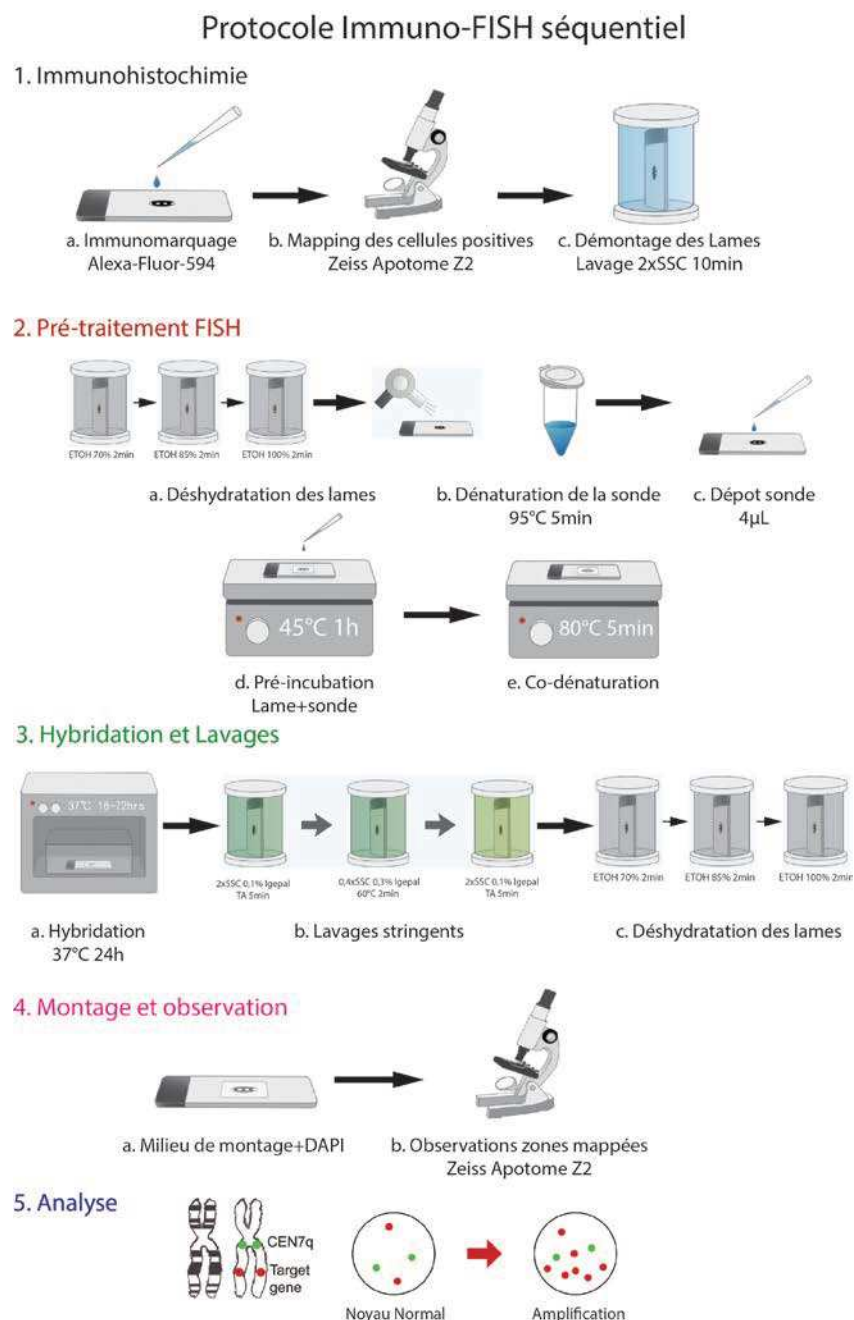 Protocole Immuno-FISH séquentiel
1. Immunohistochimie
a. Immunomarquage
Alexa-Fluor-594
b. Mapping des cellules positives
Zeiss Apotome Z2
c. Démontage des Lames
Lavage 2xSSC 10min
2. Pré-traitement FISH
ETOH 70% 2min
ETOH 85% 2min
ETOH 100% 2min
a. Déshydratation des lames
b. Dénaturation de la sonde
95°C 5min
c. Dépot sonde
4µL
45°C 1h
80°C 5min
d. Pré-incubation
Lame+sonde
e. Co-dénaturation
3. Hybridation et Lavages
37°C 16-72hrs
2xSSC 0,1% Igepal
TA 5min
0,4xSSC 0,3% Igepal
60°C 2min
2xSSC 0,1% Igepal
TA 5min
ETOH 70% 2min
ETOH 85% 2min
ETOH 100% 2min
a. Hybridation
37°C 24h
b. Lavages stringents
c. Déshydratation des lames
4. Montage et observation
a. Milieu de montage+DAPI
b. Observations zones mappées
Zeiss Apotome Z2
5. Analyse
CEN7q
Target
gene
Noyau Normal
Amplification